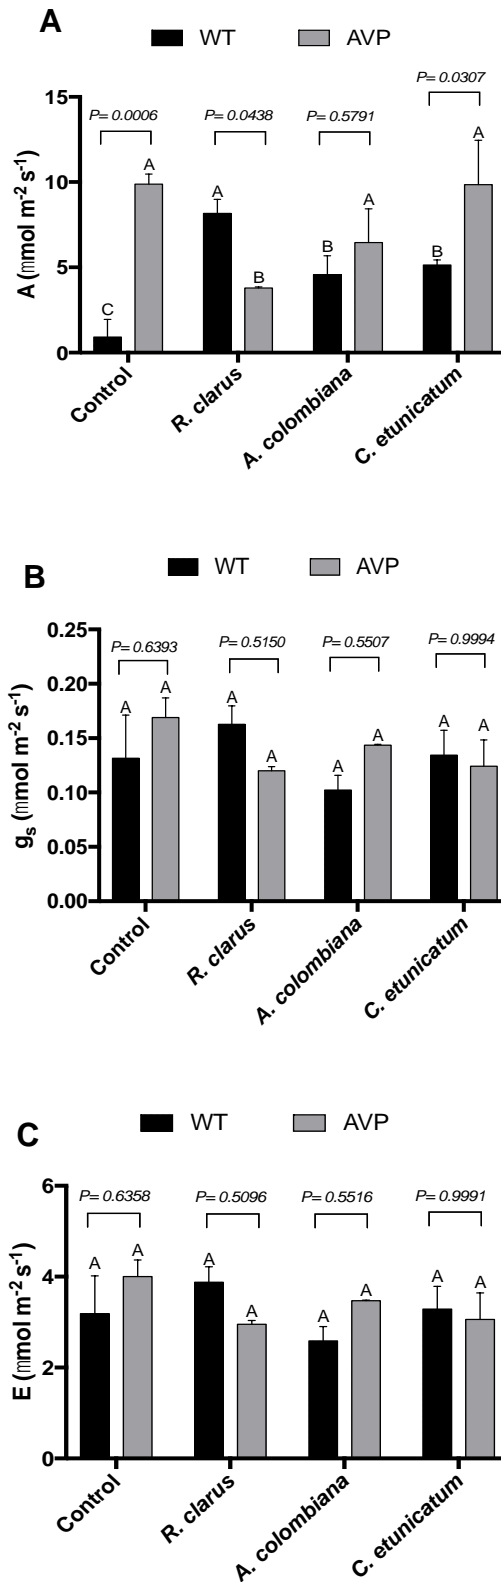 A
WT AVP
P= 0.0006 P= 0.0438 P= 0.5791 P= 0.0307
A (mmol m-2 s-1)
15
10
5
0
C A A B B A B A
Control R. clarus A. colombiana C. etunicatum
B
WT AVP
P= 0.6393 P= 0.5150 P= 0.5507 P= 0.9994
gs (mmol m-2 s-1)
0.25
0.20
0.15
0.10
0.05
0.00
A A A A A A A A
Control R. clarus A. colombiana C. etunicatum
C
WT AVP
P= 0.6358 P= 0.5096 P= 0.5516 P= 0.9991
E (mmol m-2 s-1)
6
4
2
0
A A A A A A A A
Control R. clarus A. colombiana C. etunicatum